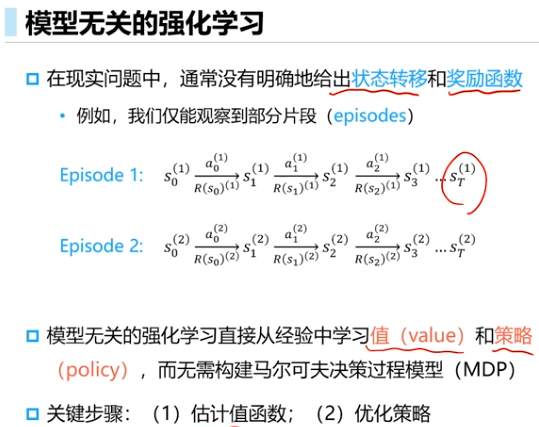 模型无关的强化学习
在现实问题中，通常没有明确地给出状态转移和奖励函数
• 例如，我们仅能观察到部分片段（episodes）
Episode 1: s_0^{(1)} \xrightarrow[R(s_0)^{(1)}]{a_0^{(1)}} s_1^{(1)} \xrightarrow[R(s_1)^{(1)}]{a_1^{(1)}} s_2^{(1)} \xrightarrow[R(s_2)^{(1)}]{a_2^{(1)}} s_3^{(1)} … s_T^{(1)}
Episode 2: s_0^{(2)} \xrightarrow[R(s_0)^{(2)}]{a_0^{(2)}} s_1^{(2)} \xrightarrow[R(s_1)^{(2)}]{a_1^{(2)}} s_2^{(2)} \xrightarrow[R(s_2)^{(2)}]{a_2^{(2)}} s_3^{(2)} … s_T^{(2)}
模型无关的强化学习直接从经验中学习值（value）和策略
（policy），而无需构建马尔可夫决策过程模型（MDP）
关键步骤：（1）估计值函数；（2）优化策略